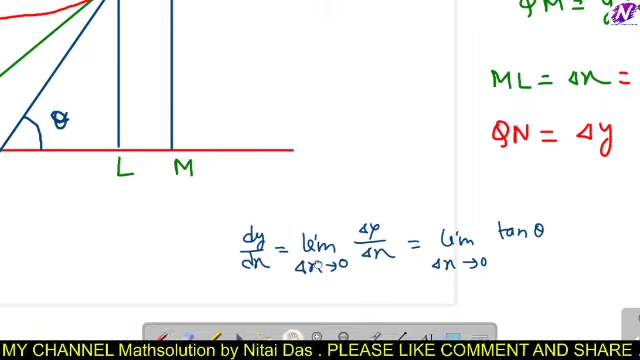 QM =
N
ML = Δx =
QN = Δy
θ
L M
dy/dx = lim Δx→0 Δy/Δx = lim Δx→0 tan θ
MY CHANNEL Mathsolution by Nitai Das . PLEASE LIKE COMMENT AND SHARE